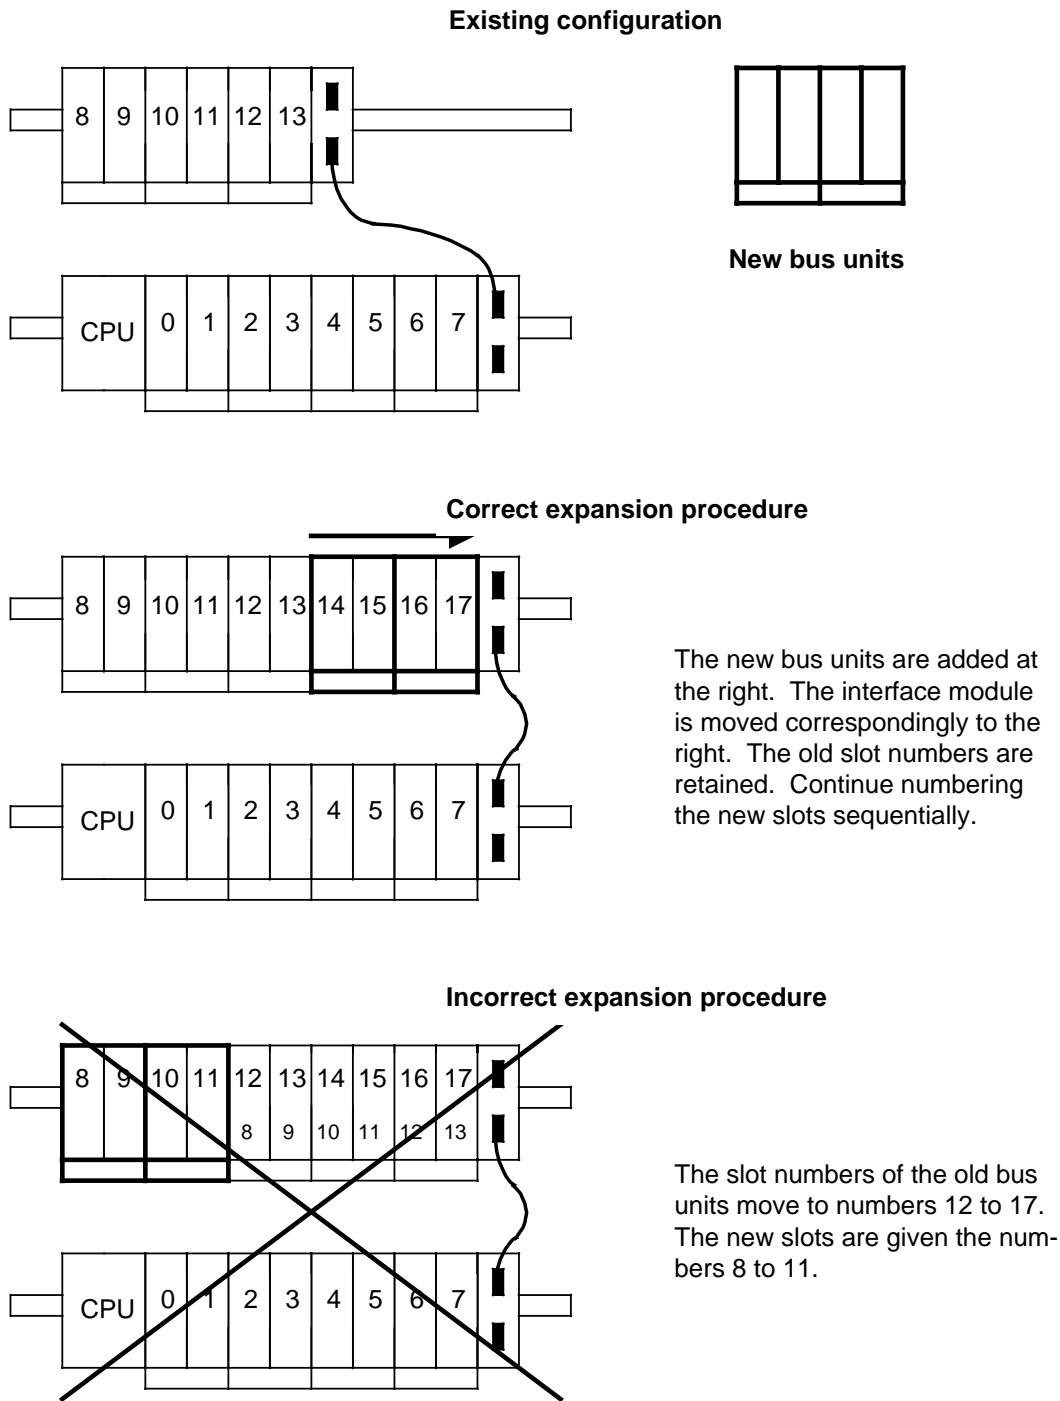 Existing configuration
8 9 10 11 12 13
New bus units
CPU 0 1 2 3 4 5 6 7
Correct expansion procedure
8 9 10 11 12 13 14 15 16 17
The new bus units are added at
the right. The interface module
is moved correspondingly to the
right. The old slot numbers are
retained. Continue numbering
the new slots sequentially.
CPU 0 1 2 3 4 5 6 7
Incorrect expansion procedure
8 9 10 11 12 13 14 15 16 17
8 9 10 11 12 13
The slot numbers of the old bus
units move to numbers 12 to 17.
The new slots are given the num-
bers 8 to 11.
CPU 0 1 2 3 4 5 6 7